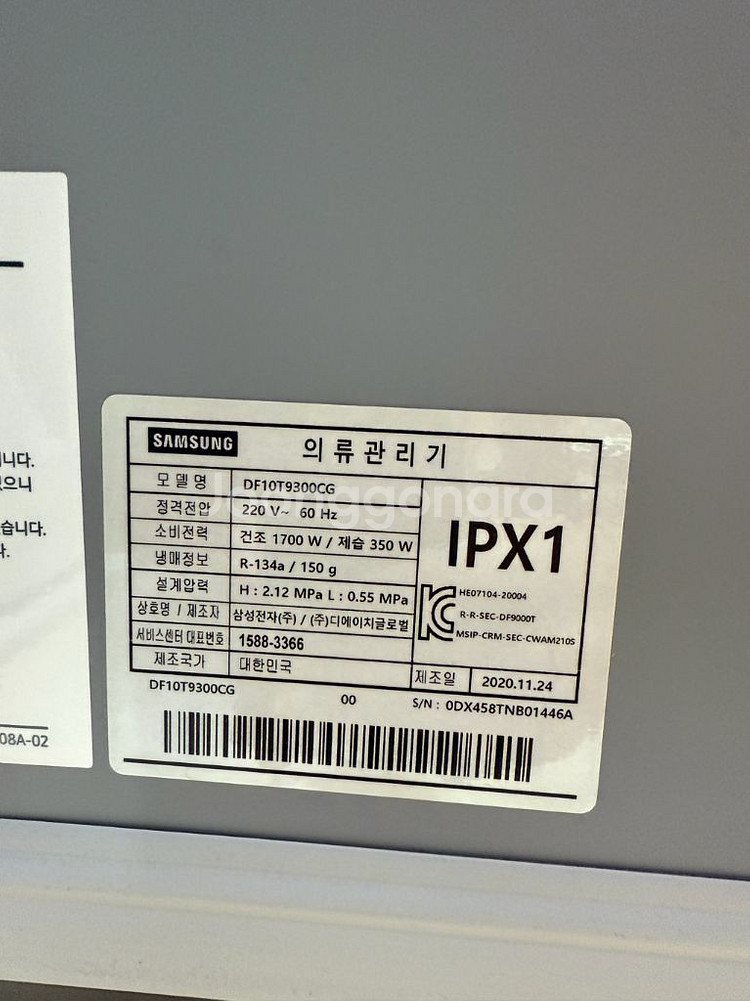 니다.
었으니
습니다.
다.
08A-02
SAMSUNG 의류관리기
모델명 DF10T9300CG
정격전압 220 V~ 60 Hz
소비전력 건조 1700 W / 제습 350 W
냉매정보 R-134a / 150 g
설계압력 H : 2.12 MPa L : 0.55 MPa
상호명 / 제조자 삼성전자(주) / (주)디에이치글로벌
서비스센터 대표번호 1588-3366
제조국가 대한민국
IPX1
HE07104-20004
R-R-SEC-DF9000T
MSIP-CRM-SEC-CWAM210S
제조일 2020.11.24
DF10T9300CG 00 S/N : 0DX458TNB01446A
Joonggonara